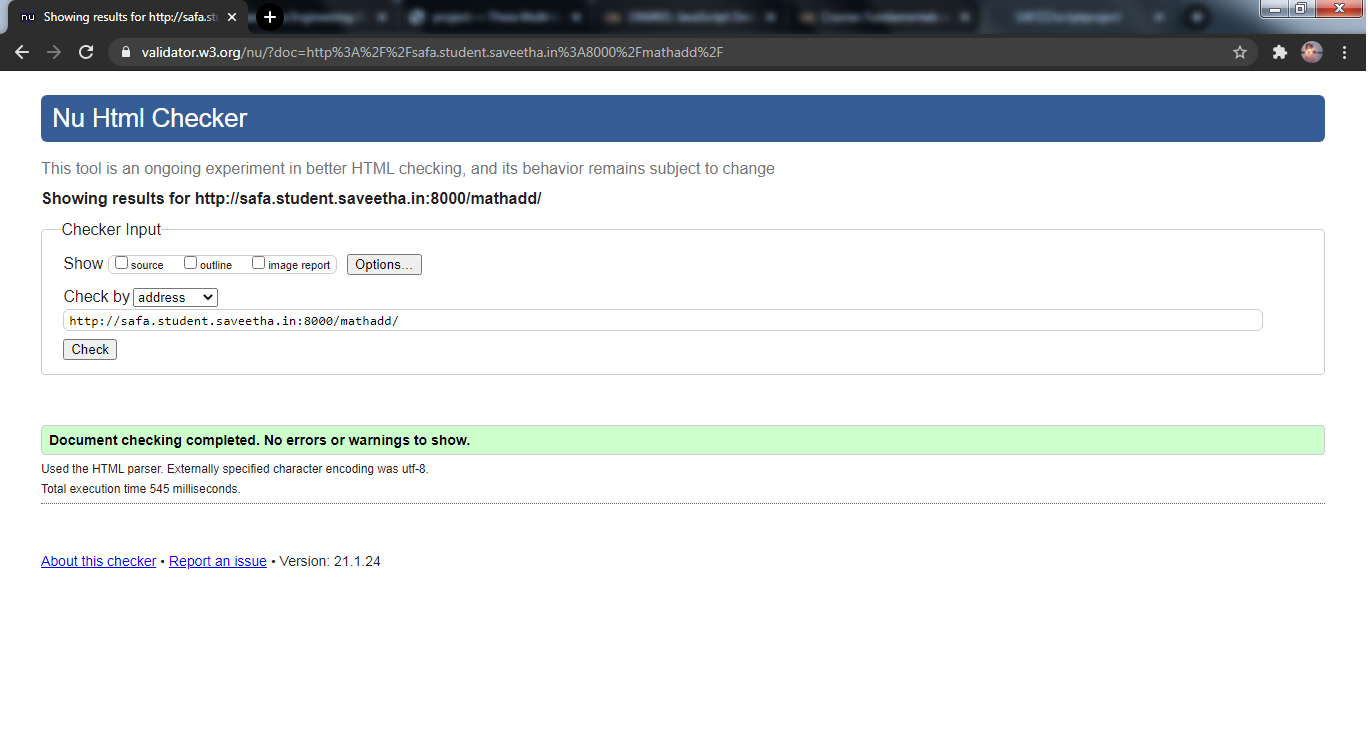 nu Showing results for http://safa.st
validator.w3.org/nu/?doc=http%3A%2F%2Fsafa.student.saveetha.in%3A8000%2Fmathadd%2F
Nu Html Checker
This tool is an ongoing experiment in better HTML checking, and its behavior remains subject to change
Showing results for http://safa.student.saveetha.in:8000/mathadd/
Checker Input
Show source outline image report Options...
Check by address
http://safa.student.saveetha.in:8000/mathadd/
Check
Document checking completed. No errors or warnings to show.
Used the HTML parser. Externally specified character encoding was utf-8.
Total execution time 545 milliseconds.
About this checker • Report an issue • Version: 21.1.24